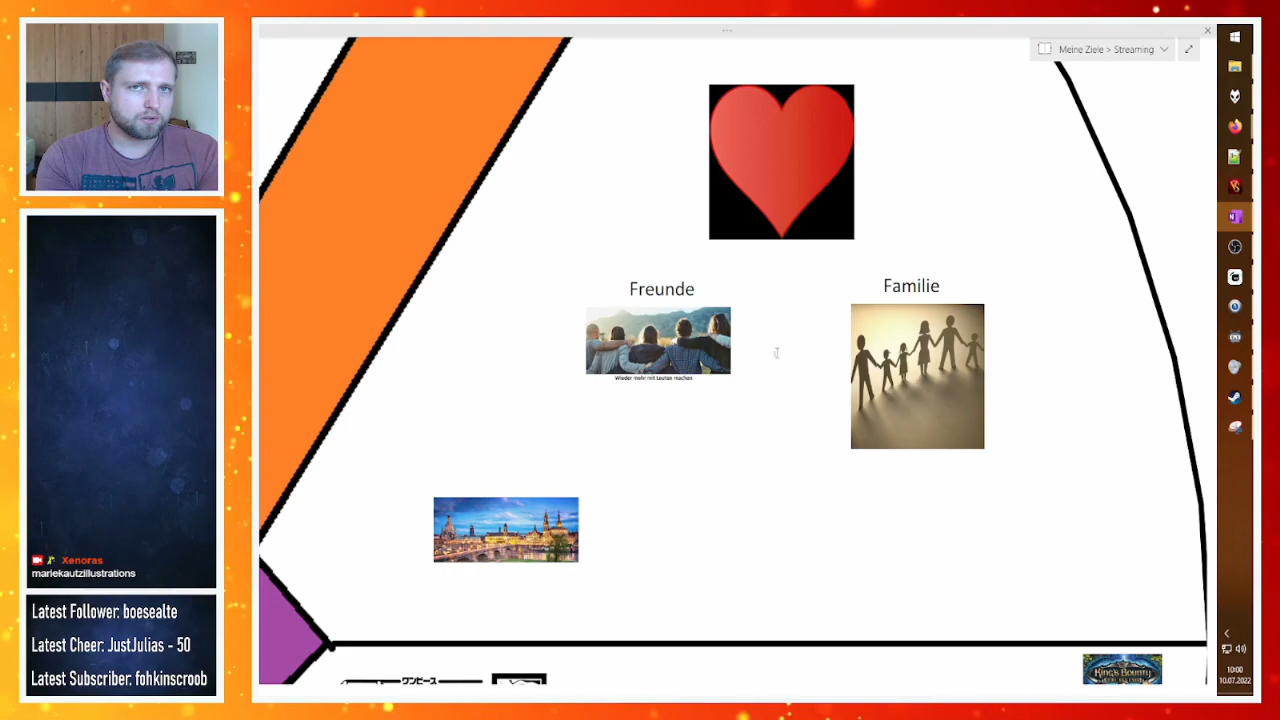 Meine Ziele > Streaming
Freunde
Familie
Wieder mehr mit Leuten machen
Xenoras
mariekautzillustrations
Latest Follower: boesealte
Latest Cheer: JustJulias - 50
Latest Subscriber: fohkinscroob
ワンピース
King's Bounty
10:00
10.07.2022